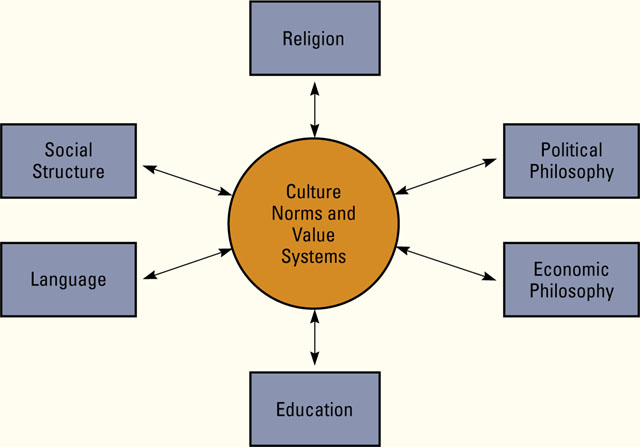 Religion
Social
Structure
Political
Philosophy
Culture
Norms and
Value
Systems
Language
Economic
Philosophy
Education